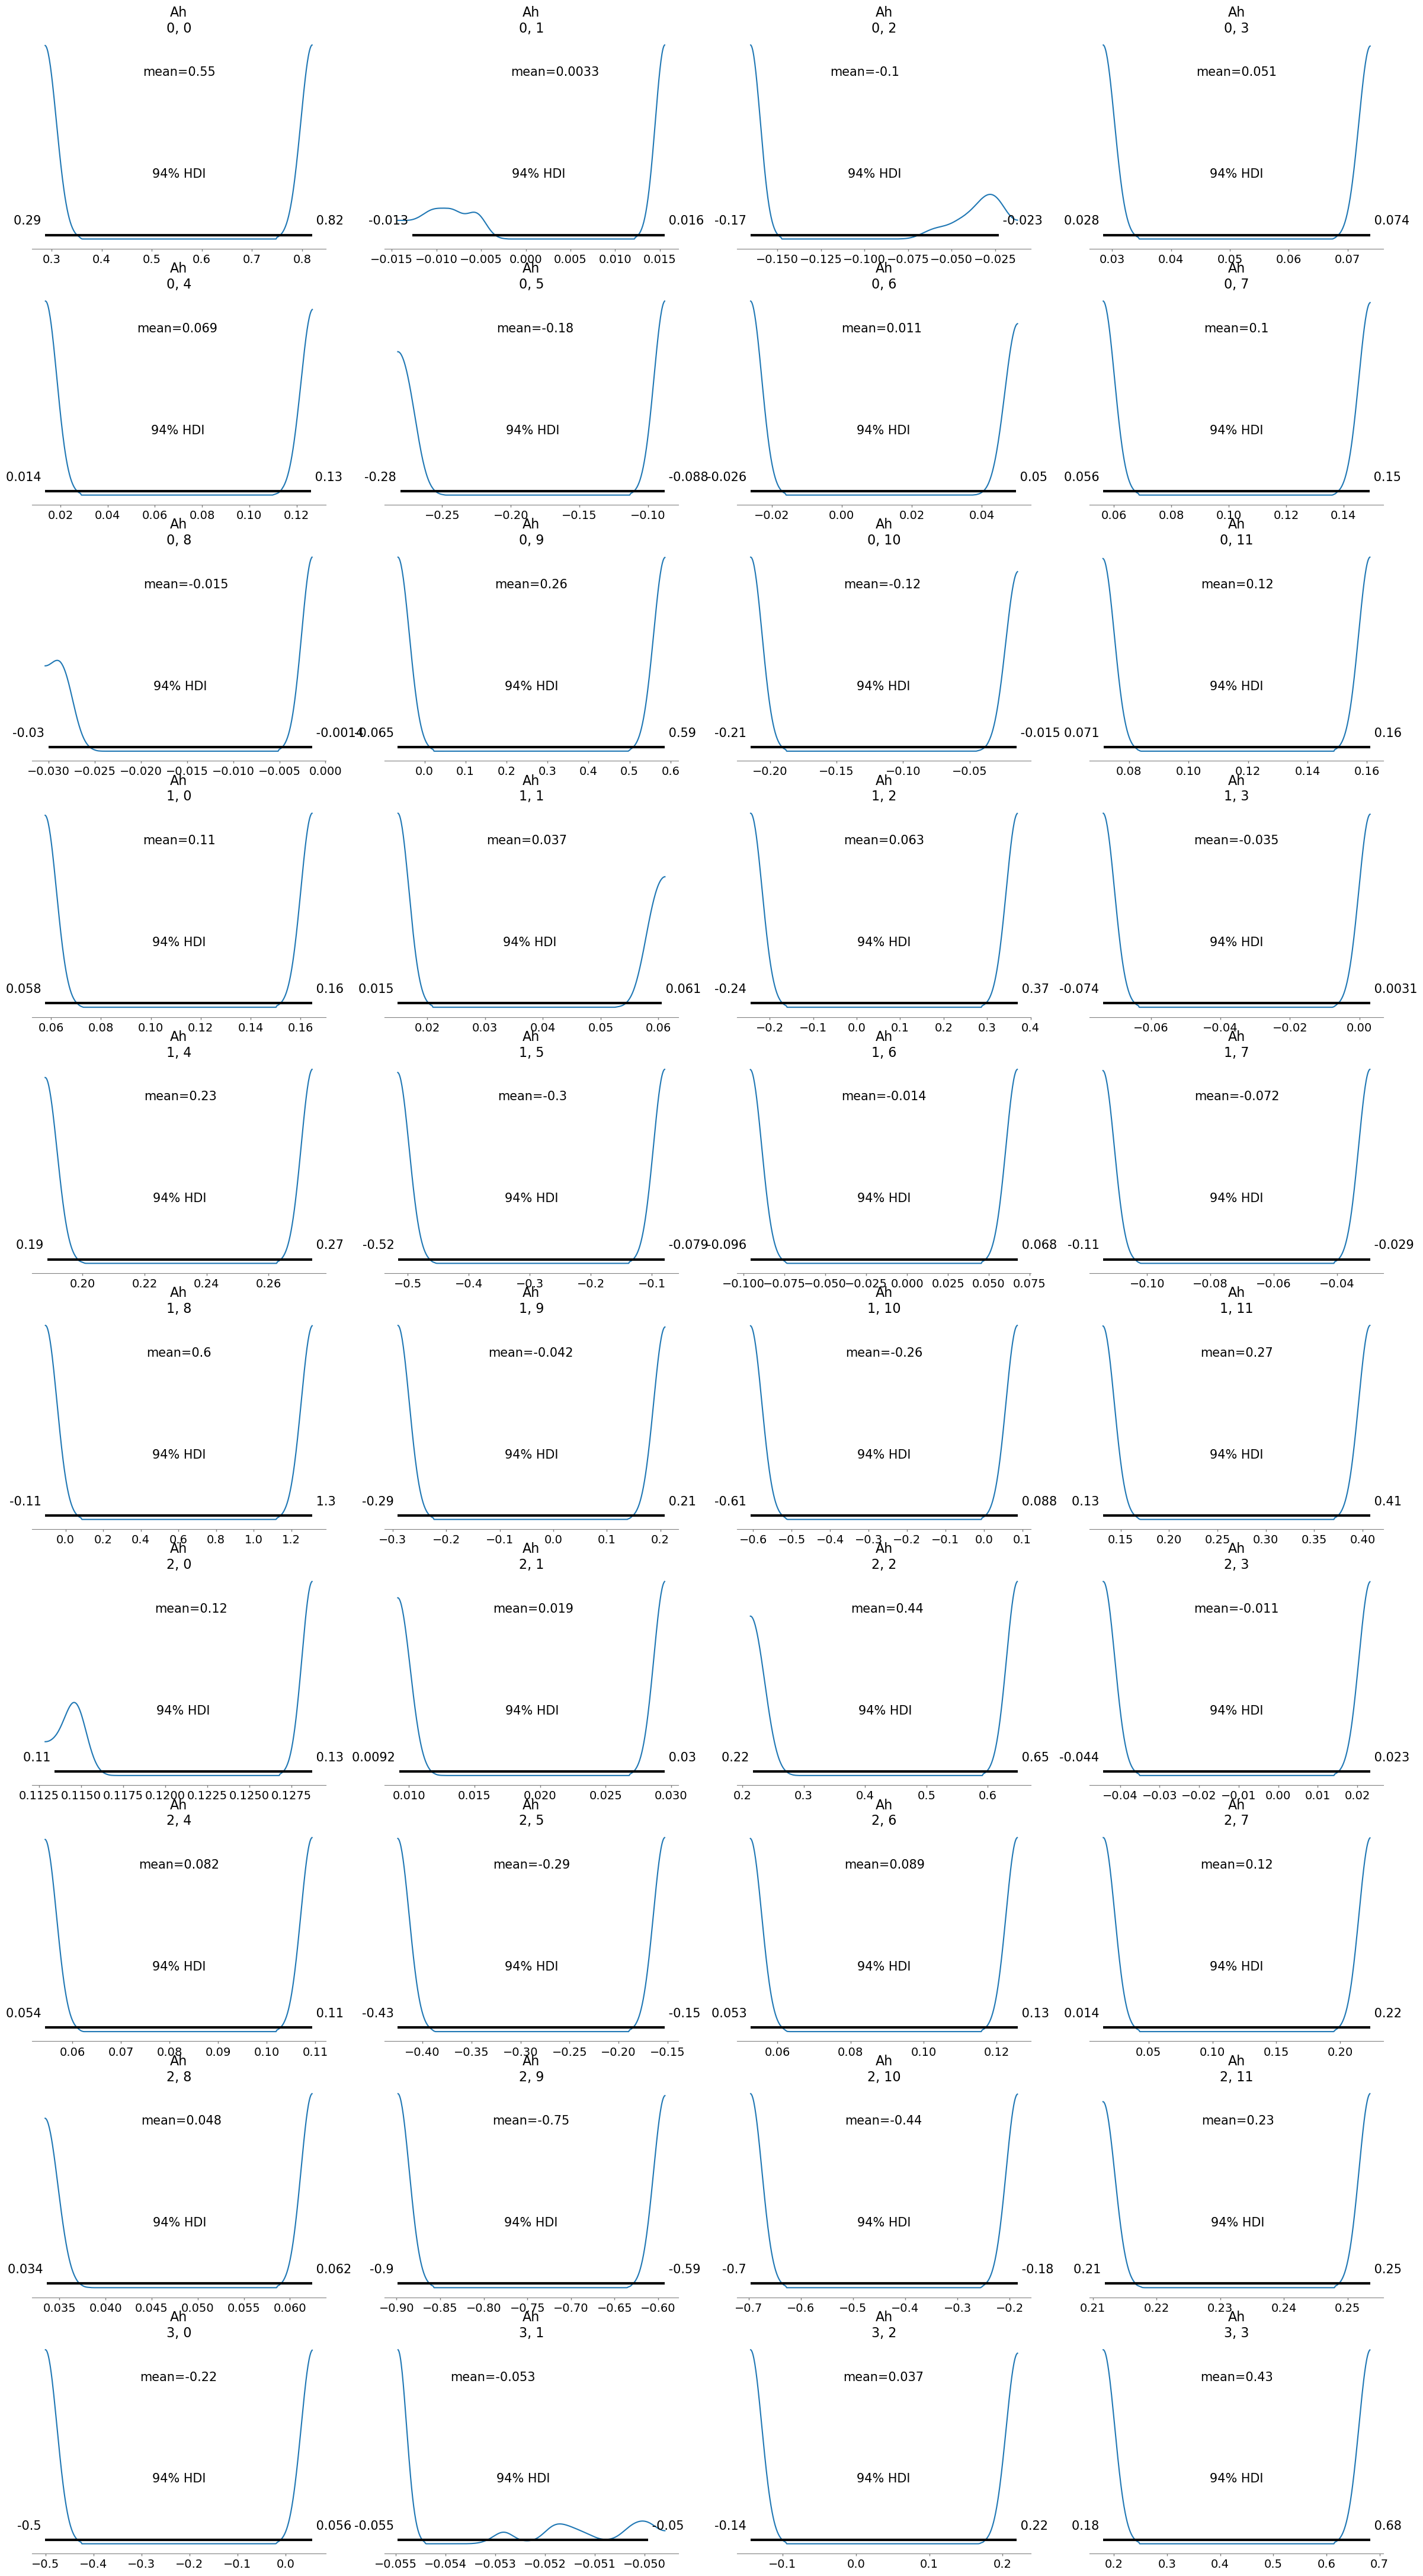 Ah
0, 0
mean=0.55
94% HDI
0.29 0.82
0.3 0.4 0.5 0.6 0.7 0.8
Ah
0, 1
mean=0.0033
94% HDI
-0.013 0.016
−0.015 −0.010 −0.005 0.000 0.005 0.010 0.015
Ah
0, 2
mean=-0.1
94% HDI
-0.17 -0.023
−0.150 −0.125 −0.100 −0.075 −0.050 −0.025
Ah
0, 3
mean=0.051
94% HDI
0.028 0.074
0.03 0.04 0.05 0.06 0.07
Ah
0, 4
mean=0.069
94% HDI
0.014 0.13
0.02 0.04 0.06 0.08 0.10 0.12
Ah
0, 5
mean=-0.18
94% HDI
-0.28 -0.088
−0.25 −0.20 −0.15 −0.10
Ah
0, 6
mean=0.011
94% HDI
-0.026 0.05
−0.02 0.00 0.02 0.04
Ah
0, 7
mean=0.1
94% HDI
0.056 0.15
0.06 0.08 0.10 0.12 0.14
Ah
0, 8
mean=-0.015
94% HDI
-0.03 -0.0014
−0.030 −0.025 −0.020 −0.015 −0.010 −0.005 0.000
Ah
0, 9
mean=0.26
94% HDI
-0.065 0.59
0.0 0.1 0.2 0.3 0.4 0.5 0.6
Ah
0, 10
mean=-0.12
94% HDI
-0.21 -0.015
−0.20 −0.15 −0.10 −0.05
Ah
0, 11
mean=0.12
94% HDI
0.071 0.16
0.08 0.10 0.12 0.14 0.16
Ah
1, 0
mean=0.11
94% HDI
0.058 0.16
0.06 0.08 0.10 0.12 0.14 0.16
Ah
1, 1
mean=0.037
94% HDI
0.015 0.061
0.02 0.03 0.04 0.05 0.06
Ah
1, 2
mean=0.063
94% HDI
-0.24 0.37
−0.2 −0.1 0.0 0.1 0.2 0.3 0.4
Ah
1, 3
mean=-0.035
94% HDI
-0.074 0.0031
−0.06 −0.04 −0.02 0.00
Ah
1, 4
mean=0.23
94% HDI
0.19 0.27
0.20 0.22 0.24 0.26
Ah
1, 5
mean=-0.3
94% HDI
-0.52 -0.079
−0.5 −0.4 −0.3 −0.2 −0.1
Ah
1, 6
mean=-0.014
94% HDI
-0.096 0.068
−0.100 −0.075 −0.050 −0.025 0.000 0.025 0.050 0.075
Ah
1, 7
mean=-0.072
94% HDI
-0.11 -0.029
−0.10 −0.08 −0.06 −0.04
Ah
1, 8
mean=0.6
94% HDI
-0.11 1.3
0.0 0.2 0.4 0.6 0.8 1.0 1.2
Ah
1, 9
mean=-0.042
94% HDI
-0.29 0.21
−0.3 −0.2 −0.1 0.0 0.1 0.2
Ah
1, 10
mean=-0.26
94% HDI
-0.61 0.088
−0.6 −0.5 −0.4 −0.3 −0.2 −0.1 0.0 0.1
Ah
1, 11
mean=0.27
94% HDI
0.13 0.41
0.15 0.20 0.25 0.30 0.35 0.40
Ah
2, 0
mean=0.12
94% HDI
0.11 0.13
0.1125 0.1150 0.1175 0.1200 0.1225 0.1250 0.1275
Ah
2, 1
mean=0.019
94% HDI
0.0092 0.03
0.010 0.015 0.020 0.025 0.030
Ah
2, 2
mean=0.44
94% HDI
0.22 0.65
0.2 0.3 0.4 0.5 0.6
Ah
2, 3
mean=-0.011
94% HDI
-0.044 0.023
−0.04 −0.03 −0.02 −0.01 0.00 0.01 0.02
Ah
2, 4
mean=0.082
94% HDI
0.054 0.11
0.06 0.07 0.08 0.09 0.10 0.11
Ah
2, 5
mean=-0.29
94% HDI
-0.43 -0.15
−0.40 −0.35 −0.30 −0.25 −0.20 −0.15
Ah
2, 6
mean=0.089
94% HDI
0.053 0.13
0.06 0.08 0.10 0.12
Ah
2, 7
mean=0.12
94% HDI
0.014 0.22
0.05 0.10 0.15 0.20
Ah
2, 8
mean=0.048
94% HDI
0.034 0.062
0.035 0.040 0.045 0.050 0.055 0.060
Ah
2, 9
mean=-0.75
94% HDI
-0.9 -0.59
−0.90 −0.85 −0.80 −0.75 −0.70 −0.65 −0.60
Ah
2, 10
mean=-0.44
94% HDI
-0.7 -0.18
−0.7 −0.6 −0.5 −0.4 −0.3 −0.2
Ah
2, 11
mean=0.23
94% HDI
0.21 0.25
0.21 0.22 0.23 0.24 0.25
Ah
3, 0
mean=-0.22
94% HDI
-0.5 0.056
−0.5 −0.4 −0.3 −0.2 −0.1 0.0
Ah
3, 1
mean=-0.053
94% HDI
-0.055 -0.05
−0.055 −0.054 −0.053 −0.052 −0.051 −0.050
Ah
3, 2
mean=0.037
94% HDI
-0.14 0.22
−0.1 0.0 0.1 0.2
Ah
3, 3
mean=0.43
94% HDI
0.18 0.68
0.2 0.3 0.4 0.5 0.6 0.7